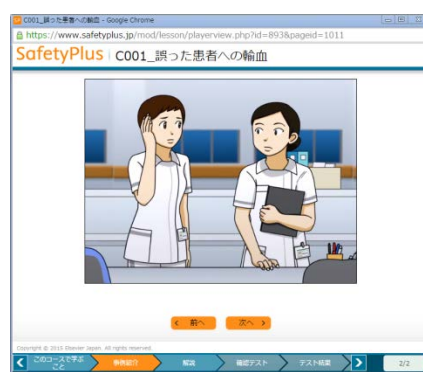 C001_誤った患者への輸血 - Google Chrome
https://www.safetyplus.jp/mod/lesson/playerview.php?id=893&pageid=1011
SafetyPlus | C001_誤った患者への輸血
< 前へ
次へ >
Copyright © 2015 Elsevier Japan. All rights reserved.
このコースで学ぶこと
事例紹介
解説
確認テスト
テスト結果
2/2